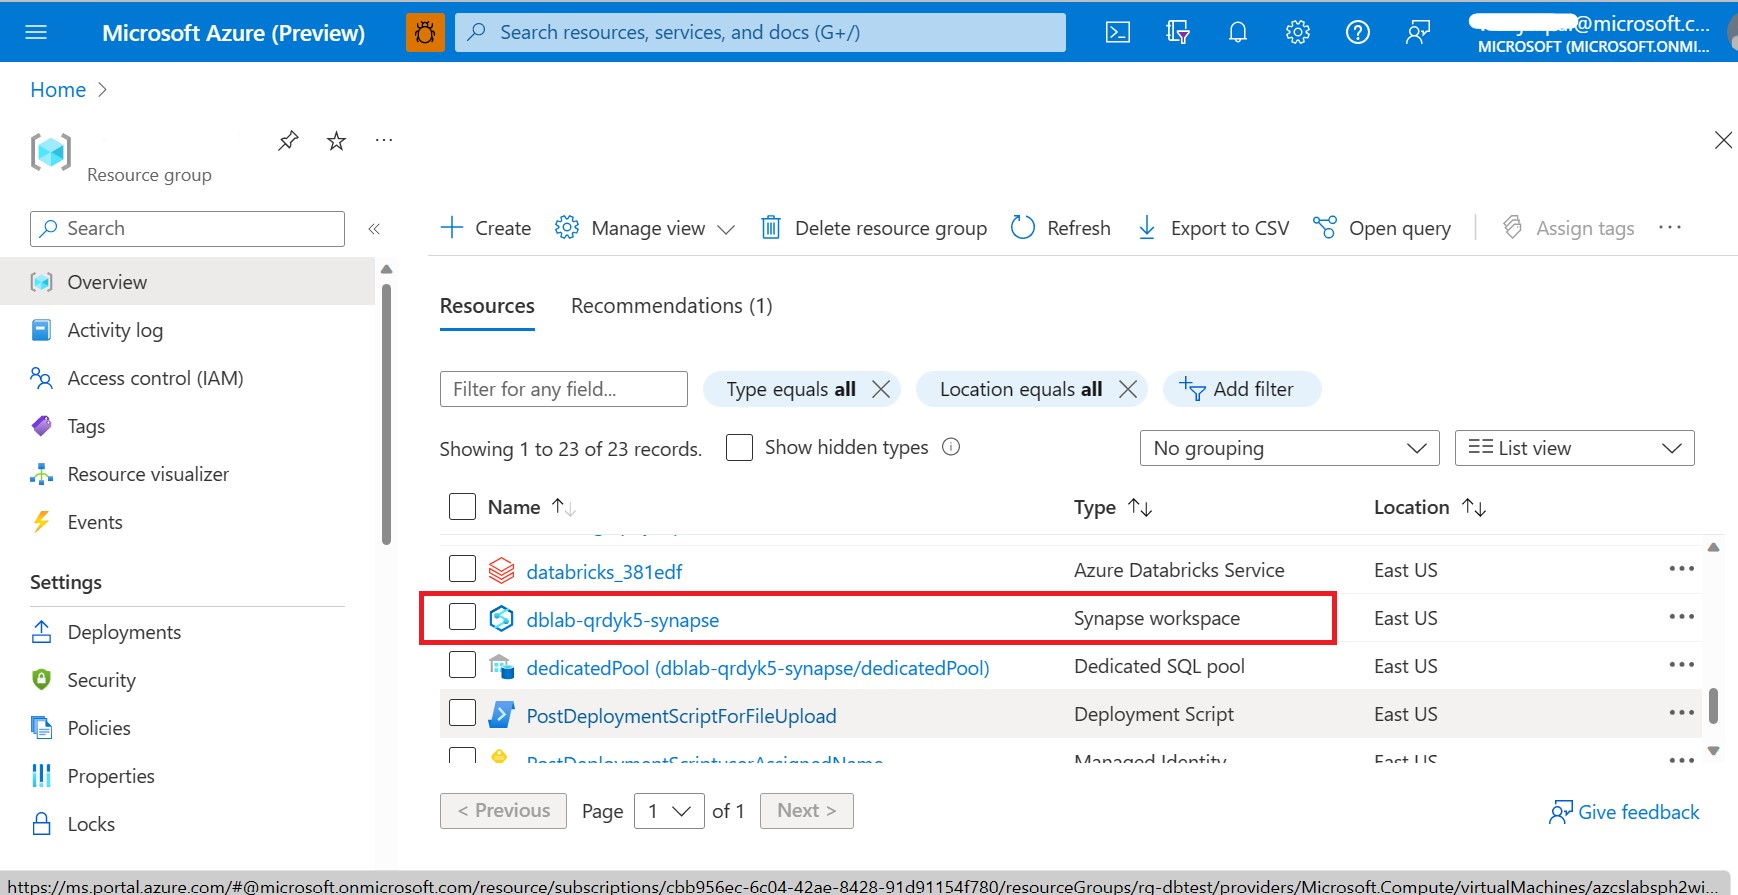 Microsoft Azure (Preview)
Search resources, services, and docs (G+/)
@microsoft.c...
MICROSOFT (MICROSOFT.ONMI...
Home >
Resource group
Search
«
Create
Manage view
Delete resource group
Refresh
Export to CSV
Open query
Assign tags
...
Overview
Activity log
Access control (IAM)
Tags
Resource visualizer
Events
Settings
Deployments
Security
Policies
Properties
Locks
Resources
Recommendations (1)
Filter for any field...
Type equals all
Location equals all
Add filter
Showing 1 to 23 of 23 records.
Show hidden types
No grouping
List view
Name Type Location
databricks_381edf Azure Databricks Service East US
dblab-qrdyk5-synapse Synapse workspace East US
dedicatedPool (dblab-qrdyk5-synapse/dedicatedPool) Dedicated SQL pool East US
PostDeploymentScriptForFileUpload Deployment Script East US
PostDeploymentScriptuserAssignedName Managed Identity East US
< Previous Page 1 of 1 Next >
Give feedback
https://ms.portal.azure.com/#@microsoft.onmicrosoft.com/resource/subscriptions/cbb956ec-6c04-42ae-8428-91d91154f780/resourceGroups/rg-dbtest/providers/Microsoft.Compute/virtualMachines/azcslabsph2wi...